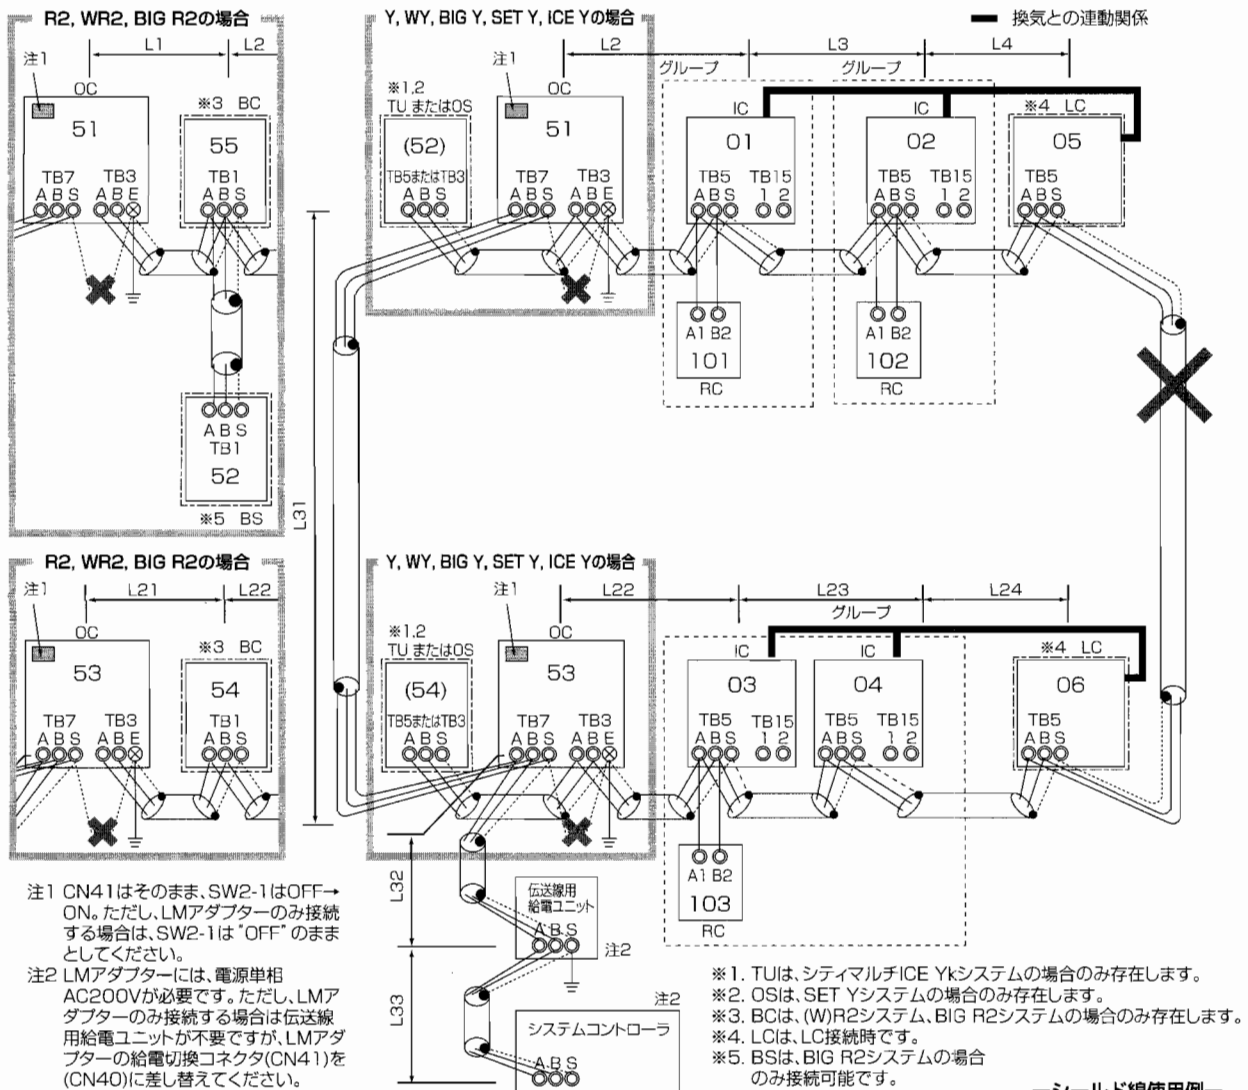 R2, WR2, BIG R2の場合
L1
L2
注1
OC
51
TB7
TB3
A B S
A B E
※3 BC
55
TB1
A B S
A B S
TB1
52
※5 BS
Y, WY, BIG Y, SET Y, ICE Yの場合
L2
L3
L4
換気との連動関係
注1
※1,2
TU またはOS
(52)
TB5またはTB3
A B S
OC
51
TB7
TB3
A B S
A B E
グループ
IC
01
TB5
TB15
A B S
1 2
A1 B2
101
RC
グループ
IC
02
TB5
TB15
A B S
1 2
A1 B2
102
RC
※4 LC
05
TB5
A B S
L31
R2, WR2, BIG R2の場合
L21
L22
注1
OC
53
TB7
TB3
A B S
A B E
※3 BC
54
TB1
A B S
Y, WY, BIG Y, SET Y, ICE Yの場合
L22
L23
L24
注1
※1,2
TU またはOS
(54)
TB5またはTB3
A B S
OC
53
TB7
TB3
A B S
A B E
グループ
IC
03
TB5
TB15
A B S
1 2
A1 B2
103
RC
IC
04
TB5
TB15
A B S
1 2
※4 LC
06
TB5
A B S
L32
伝送線用
給電ユニット
A B S
注2
L33
注2
システムコントローラ
A B S
注1 CN41はそのまま、SW2-1はOFF→
ON。ただし、LMアダプターのみ接続
する場合は、SW2-1は"OFF"のまま
としてください。
注2 LMアダプターには、電源単相
AC200Vが必要です。ただし、LMア
ダプターのみ接続する場合は伝送線
用給電ユニットが不要ですが、LMアダ
プターの給電切換コネクタ(CN41)を
(CN40)に差し替えてください。
※1. TUは、シティマルチICE Ykシステムの場合のみ存在します。
※2. OSは、SET Yシステムの場合のみ存在します。
※3. BCは、(W)R2システム、BIG R2システムの場合のみ存在します。
※4. LCは、LC接続時です。
※5. BSは、BIG R2システムの場合
のみ接続可能です。
シールド線使用例